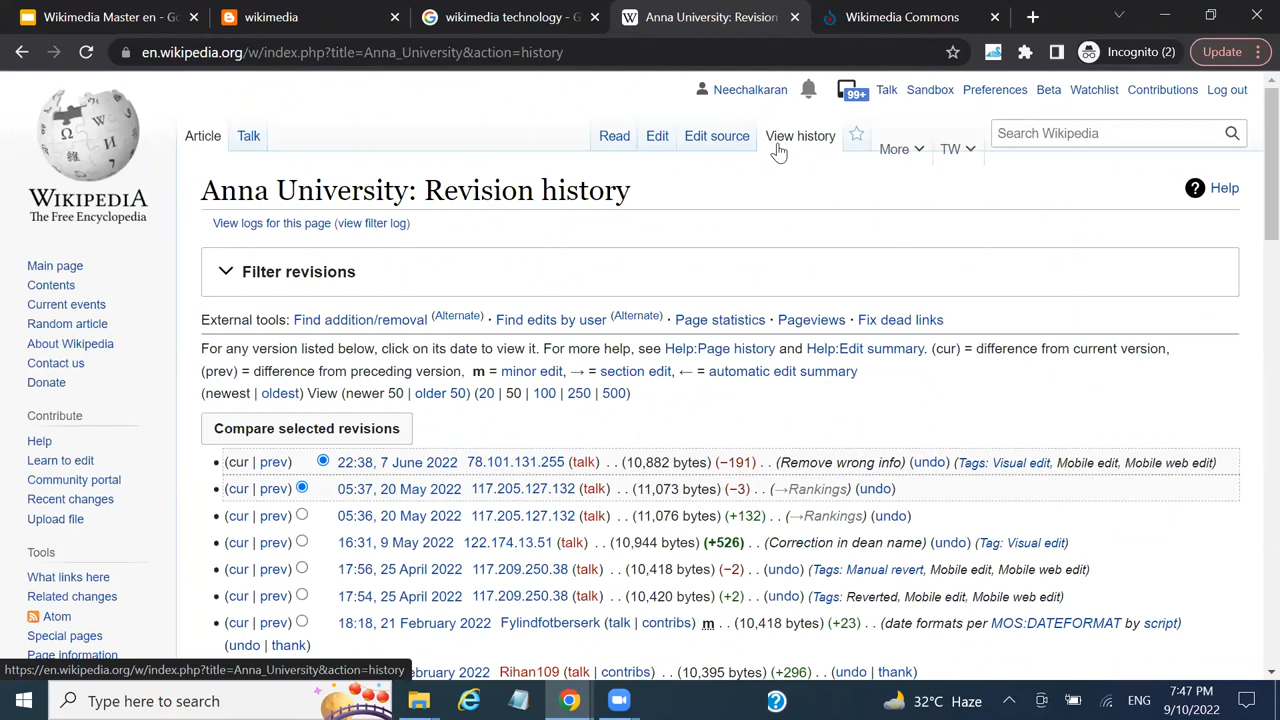 Wikimedia Master en - Go
wikimedia
wikimedia technology - G
Anna University: Revision
Wikimedia Commons
en.wikipedia.org/w/index.php?title=Anna_University&action=history
Incognito (2)
Update
Neechalkaran
99+
Talk
Sandbox
Preferences
Beta
Watchlist
Contributions
Log out
Article
Talk
Read
Edit
Edit source
View history
More
TW
Search Wikipedia
WIKIPEDIA
The Free Encyclopedia
Main page
Contents
Current events
Random article
About Wikipedia
Contact us
Donate
Contribute
Help
Learn to edit
Community portal
Recent changes
Upload file
Tools
What links here
Related changes
Atom
Special pages
Page information
Anna University: Revision history
Help
View logs for this page (view filter log)
Filter revisions
External tools: Find addition/removal (Alternate) · Find edits by user (Alternate) · Page statistics · Pageviews · Fix dead links
For any version listed below, click on its date to view it. For more help, see Help:Page history and Help:Edit summary. (cur) = difference from current version,
(prev) = difference from preceding version, m = minor edit, → = section edit, ← = automatic edit summary
(newest | oldest) View (newer 50 | older 50) (20 | 50 | 100 | 250 | 500)
Compare selected revisions
(cur | prev) 22:38, 7 June 2022 78.101.131.255 (talk) . . (10,882 bytes) (−191) . . (Remove wrong info) (undo) (Tags: Visual edit, Mobile edit, Mobile web edit)
(cur | prev) 05:37, 20 May 2022 117.205.127.132 (talk) . . (11,073 bytes) (−3) . . (→Rankings) (undo)
(cur | prev) 05:36, 20 May 2022 117.205.127.132 (talk) . . (11,076 bytes) (+132) . . (→Rankings) (undo)
(cur | prev) 16:31, 9 May 2022 122.174.13.51 (talk) . . (10,944 bytes) (+526) . . (Correction in dean name) (undo) (Tag: Visual edit)
(cur | prev) 17:56, 25 April 2022 117.209.250.38 (talk) . . (10,418 bytes) (−2) . . (undo) (Tags: Manual revert, Mobile edit, Mobile web edit)
(cur | prev) 17:54, 25 April 2022 117.209.250.38 (talk) . . (10,420 bytes) (+2) . . (undo) (Tags: Reverted, Mobile edit, Mobile web edit)
(cur | prev) 18:18, 21 February 2022 Fylindfotberserk (talk | contribs) m . . (10,418 bytes) (+23) . . (date formats per MOS:DATEFORMAT by script)
(undo | thank)
ebruary 2022 Rihan109 (talk | contribs) . . (10,395 bytes) (+296) . . (undo | thank)
https://en.wikipedia.org/w/index.php?title=Anna_University&action=history
Type here to search
32°C Haze
ENG
7:47 PM
9/10/2022